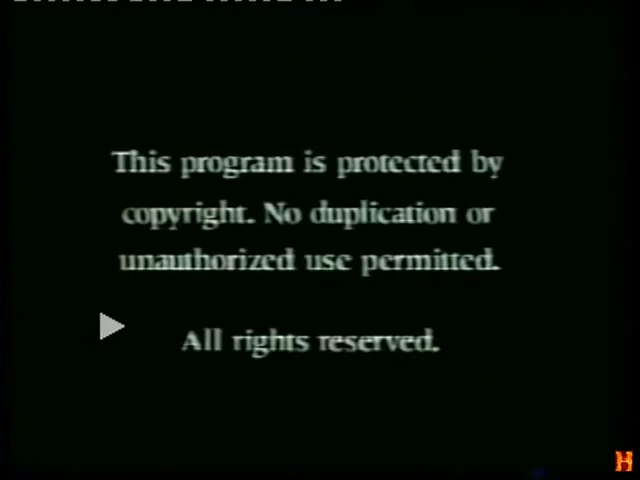 This program is protected by
copyright. No duplication or
unauthorized use permitted.
All rights reserved.
H